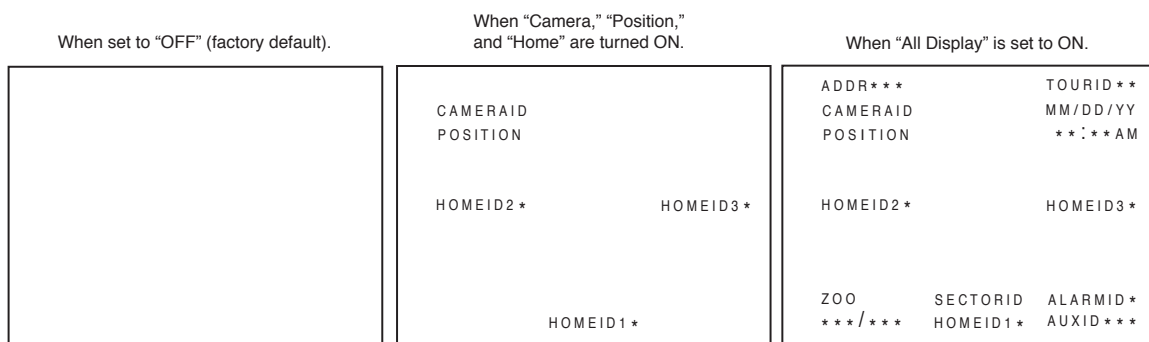 When set to “OFF” (factory default).
When “Camera,” “Position,”
and “Home” are turned ON.
When “All Display” is set to ON.
CAMERAID
POSITION
HOMEID2* HOMEID3*
HOMEID1*
ADDR*** TOURID**
CAMERAID MM/DD/YY
POSITION **:**AM
HOMEID2* HOMEID3*
ZOO SECTORID ALARMID*
***/*** HOMEID1* AUXID***